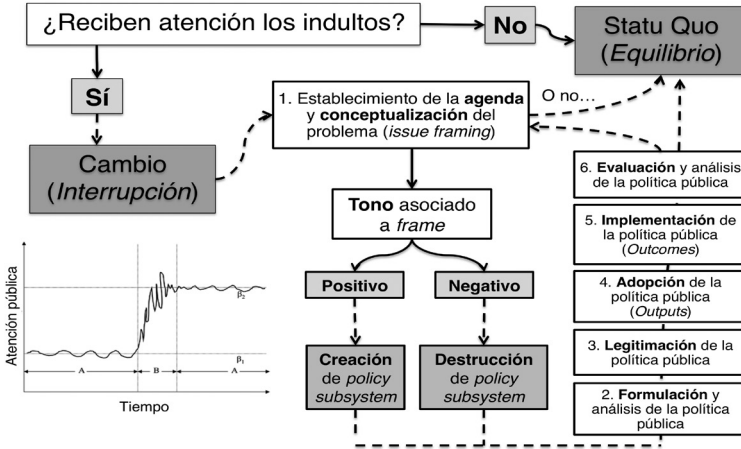 ¿Reciben atención los indultos?
No
Statu Quo
(Equilibrio)
Sí
Cambio
(Interrupción)
1. Establecimiento de la agenda
y conceptualización del
problema (issue framing)
O no…
Tono asociado
a frame
Positivo
Negativo
Creación
de policy
subsystem
Destrucción
de policy
subsystem
6. Evaluación y análisis
de la política pública
5. Implementación de
la política pública
(Outcomes)
4. Adopción de la
política pública
(Outputs)
3. Legitimación de la
política pública
2. Formulación y
análisis de la política
pública
Atención pública
β2
β1
A
B
A
Tiempo